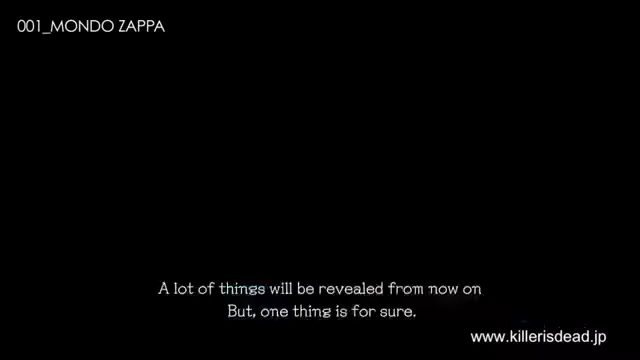 001_MONDO ZAPPA
A lot of things will be revealed from now on
But, one thing is for sure.
www.killerisdead.jp